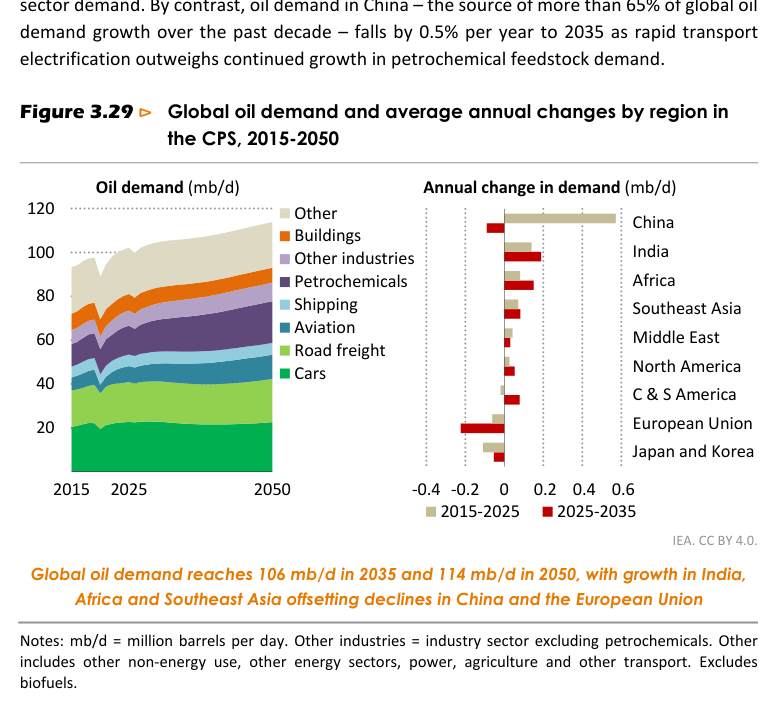 sector demand. By contrast, oil demand in China – the source of more than 65% of global oil
demand growth over the past decade – falls by 0.5% per year to 2035 as rapid transport
electrification outweighs continued growth in petrochemical feedstock demand.
Figure 3.29 ▻ Global oil demand and average annual changes by region in
the CPS, 2015-2050
Oil demand (mb/d)
120
100
80
60
40
20
2015 2025 2050
Other
Buildings
Other industries
Petrochemicals
Shipping
Aviation
Road freight
Cars
Annual change in demand (mb/d)
China
India
Africa
Southeast Asia
Middle East
North America
C & S America
European Union
Japan and Korea
-0.4 -0.2 0 0.2 0.4 0.6
2015-2025 2025-2035
IEA. CC BY 4.0.
Global oil demand reaches 106 mb/d in 2035 and 114 mb/d in 2050, with growth in India,
Africa and Southeast Asia offsetting declines in China and the European Union
Notes: mb/d = million barrels per day. Other industries = industry sector excluding petrochemicals. Other
includes other non-energy use, other energy sectors, power, agriculture and other transport. Excludes
biofuels.